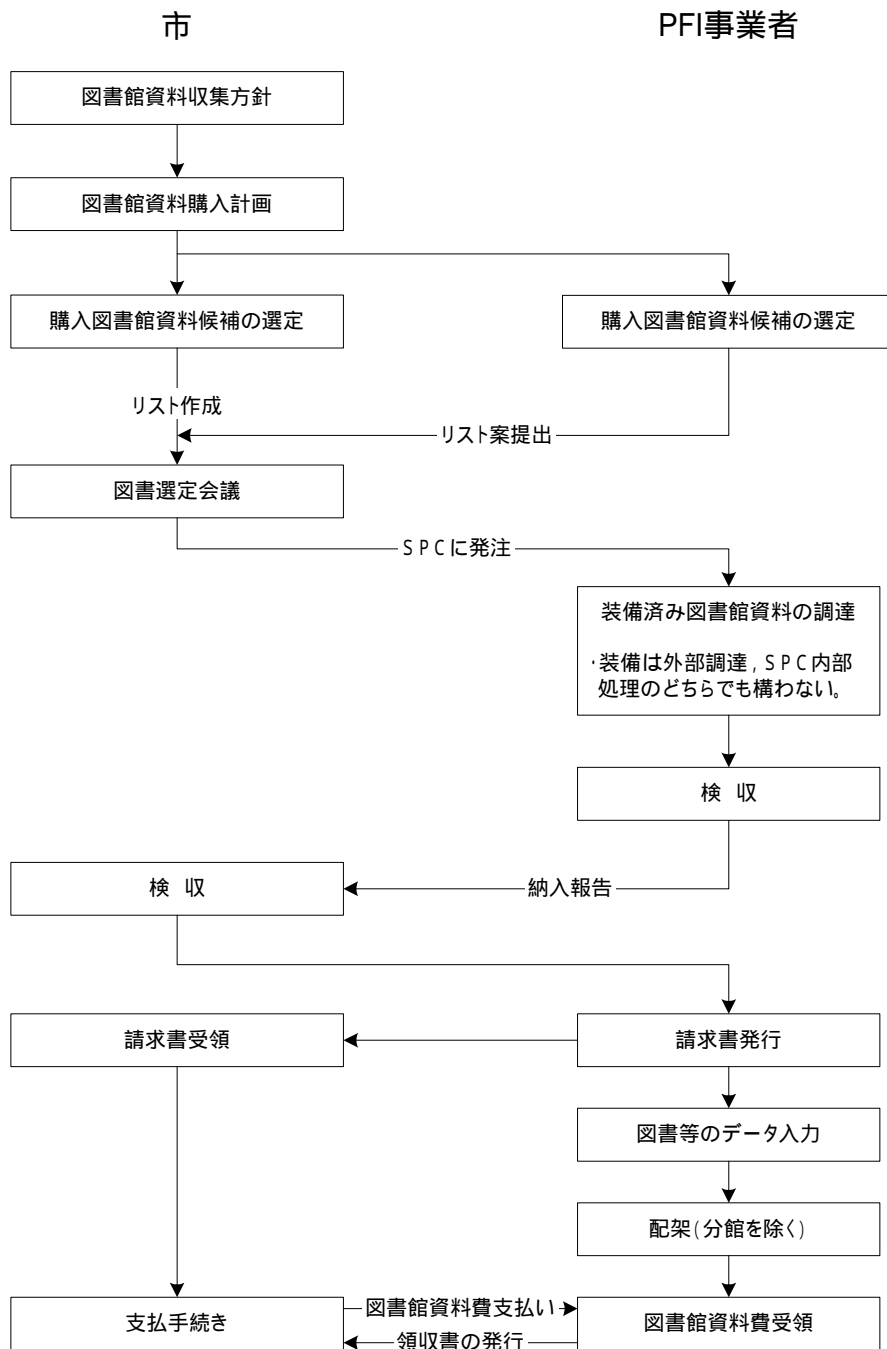 市
PFI事業者
図書館資料収集方針
図書館資料購入計画
購入図書館資料候補の選定
購入図書館資料候補の選定
リスト作成
リスト案提出
図書選定会議
SPCに発注
装備済み図書館資料の調達
・装備は外部調達,SPC内部
処理のどちらでも構わない。
検 収
検 収
納入報告
請求書受領
請求書発行
図書等のデータ入力
配架(分館を除く)
支払手続き
図書館資料費支払い
領収書の発行
図書館資料費受領